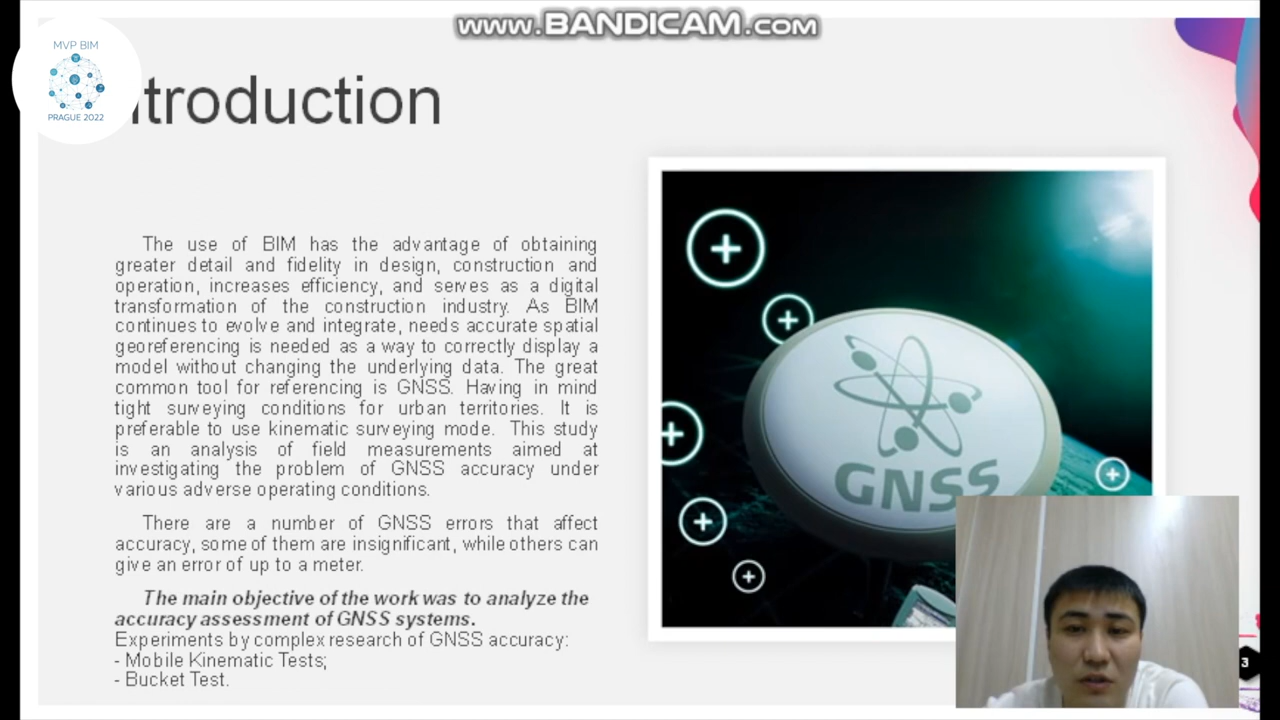 www.BANDICAM.com
MVP BIM
PRAGUE 2022
troduction
The use of BIM has the advantage of obtaining
greater detail and fidelity in design, construction and
operation, increases efficiency, and serves as a digital
transformation of the construction industry. As BIM
continues to evolve and integrate, needs accurate spatial
georeferencing is needed as a way to correctly display a
model without changing the underlying data. The great
common tool for referencing is GNSS. Having in mind
tight surveying conditions for urban territories. It is
preferable to use kinematic surveying mode. This study
is an analysis of field measurements aimed at
investigating the problem of GNSS accuracy under
various adverse operating conditions.
There are a number of GNSS errors that affect
accuracy, some of them are insignificant, while others can
give an error of up to a meter.
The main objective of the work was to analyze the
accuracy assessment of GNSS systems.
Experiments by complex research of GNSS accuracy:
- Mobile Kinematic Tests;
- Bucket Test.
GNSS
3